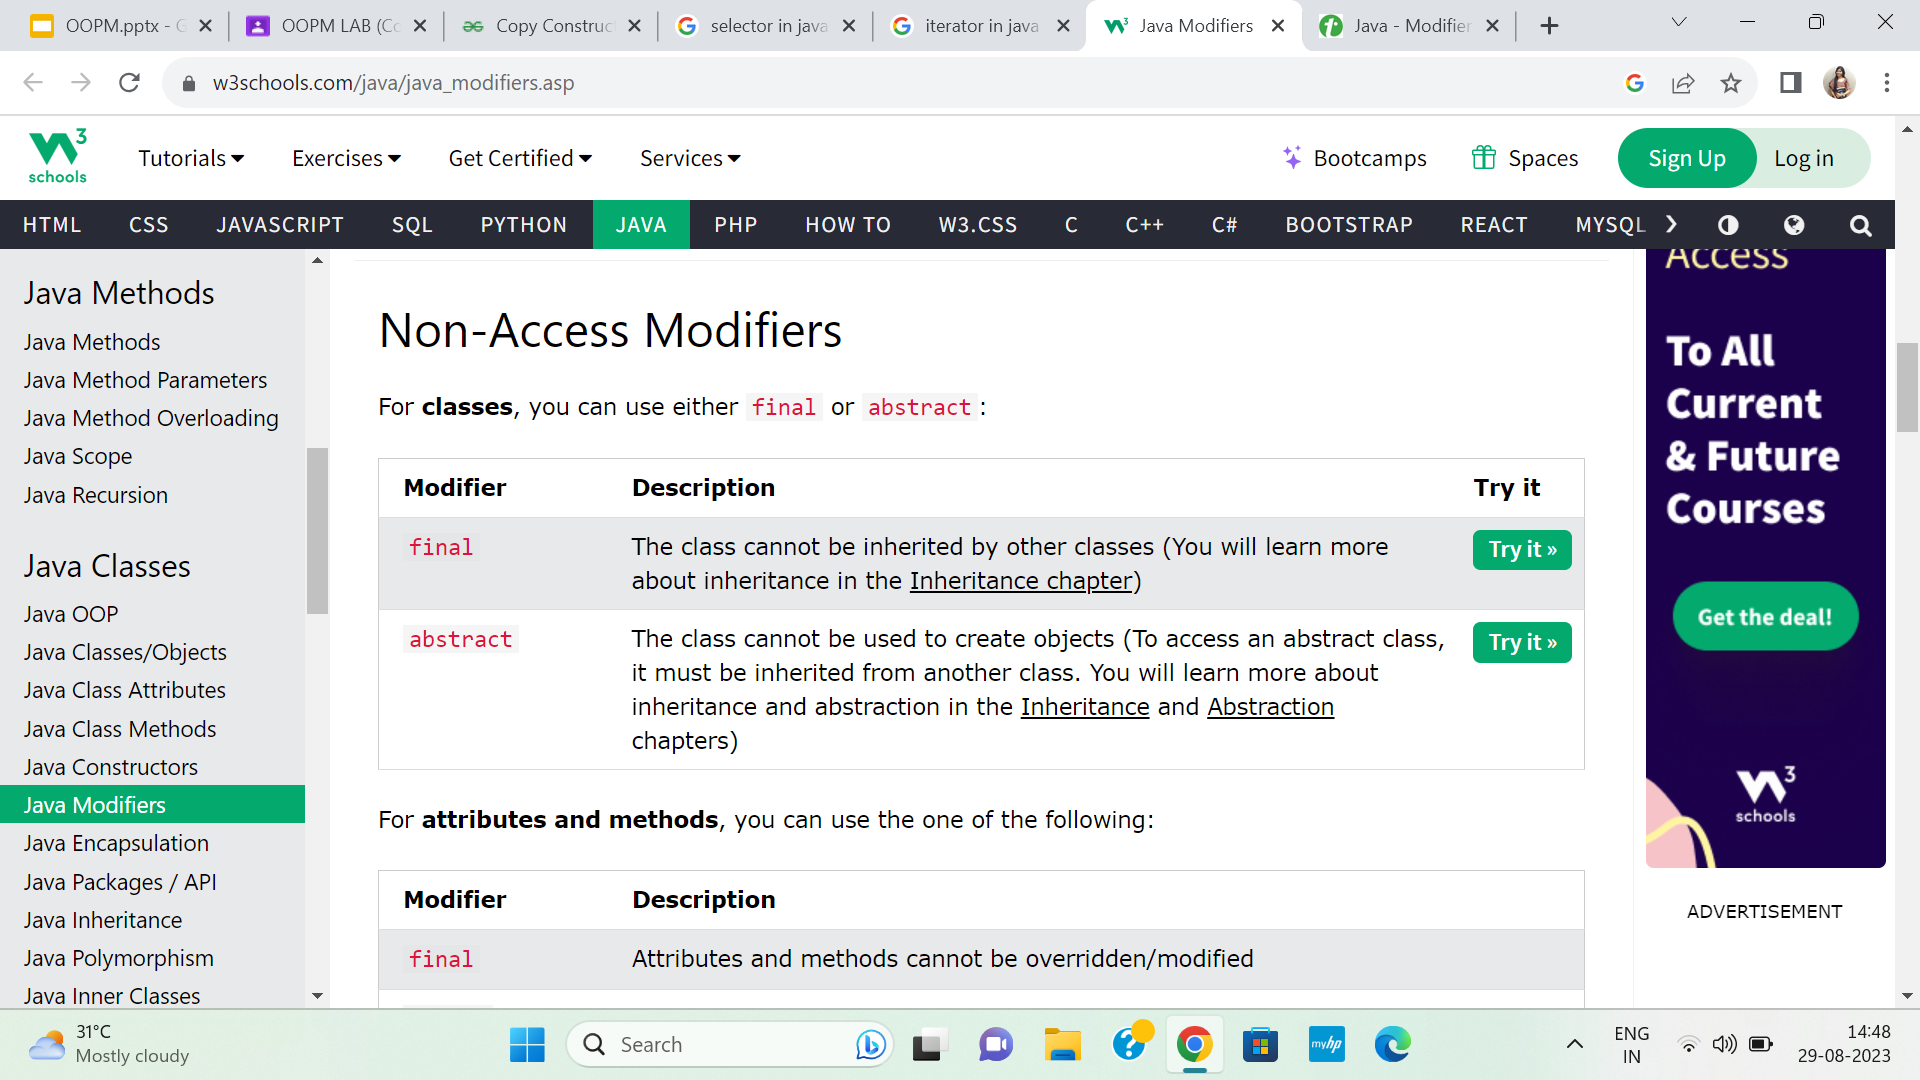 OOPM.pptx - G
OOPM LAB (Co
Copy Construc
selector in java
iterator in java
Java Modifiers
Java - Modifier
w3schools.com/java/java_modifiers.asp
3
schools
Tutorials
Exercises
Get Certified
Services
Bootcamps
Spaces
Sign Up
Log in
HTML
CSS
JAVASCRIPT
SQL
PYTHON
JAVA
PHP
HOW TO
W3.CSS
C
C++
C#
BOOTSTRAP
REACT
MYSQL
Java Methods
Java Methods
Java Method Parameters
Java Method Overloading
Java Scope
Java Recursion
Java Classes
Java OOP
Java Classes/Objects
Java Class Attributes
Java Class Methods
Java Constructors
Java Modifiers
Java Encapsulation
Java Packages / API
Java Inheritance
Java Polymorphism
Java Inner Classes
Non-Access Modifiers
For classes, you can use either final or abstract:
Modifier Description Try it
final The class cannot be inherited by other classes (You will learn more Try it »
about inheritance in the Inheritance chapter)
abstract The class cannot be used to create objects (To access an abstract class, Try it »
it must be inherited from another class. You will learn more about
inheritance and abstraction in the Inheritance and Abstraction
chapters)
For attributes and methods, you can use the one of the following:
Modifier Description
final Attributes and methods cannot be overridden/modified
Access
To All
Current
& Future
Courses
Get the deal!
3
schools
ADVERTISEMENT
31°C
Mostly cloudy
Search
myhp
ENG
IN
14:48
29-08-2023